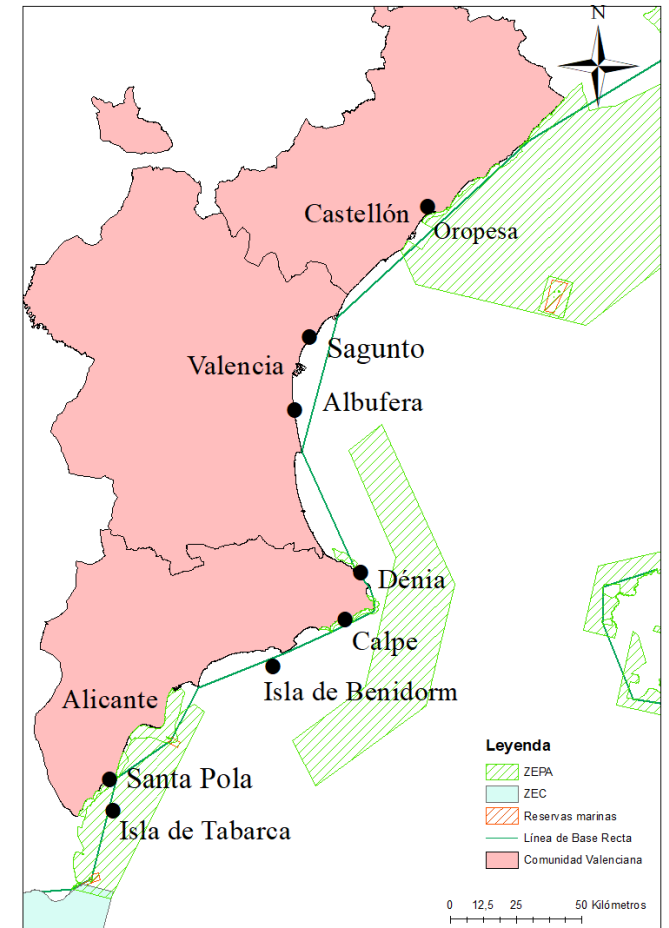 N
Castellón
Oropesa
Sagunto
Valencia
Albufera
Dénia
Calpe
Isla de Benidorm
Alicante
Santa Pola
Isla de Tabarca
Leyenda
ZEPA
ZEC
Reservas marinas
Línea de Base Recta
Comunidad Valenciana
0 12,5 25 50 Kilómetros